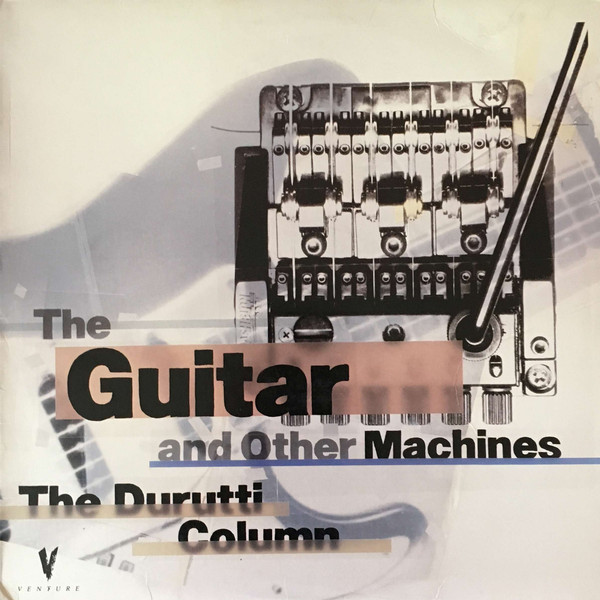 The
Guitar
and Other Machines
The Durutti
Column
VENTURE